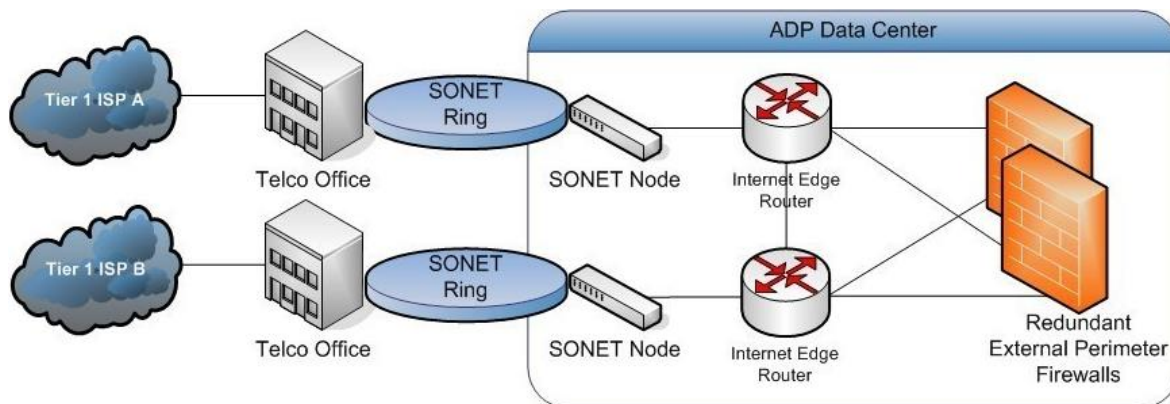 ADP Data Center
Tier 1 ISP A
SONET
Ring
Telco Office
SONET Node
Internet Edge
Router
Tier 1 ISP B
SONET
Ring
Telco Office
SONET Node
Internet Edge
Router
Redundant
External Perimeter
Firewalls